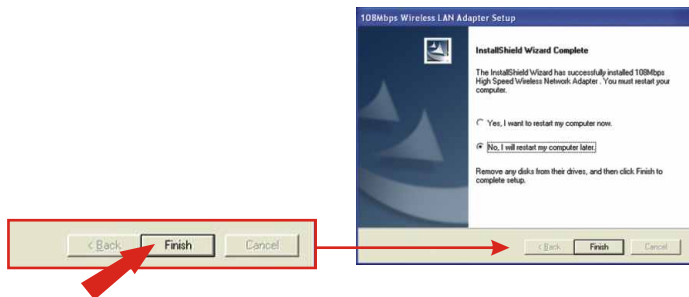 108Mbps Wireless LAN Adapter Setup
InstallShield Wizard Complete
The InstallShield Wizard has successfully installed 108Mbps
High Speed Wireless Network Adapter . You must restart your
computer.
Yes, I want to restart my computer now.
No, I will restart my computer later.
Remove any disks from their drives, and then click Finish to
complete setup.
< Back Finish Cancel
< Back Finish Cancel